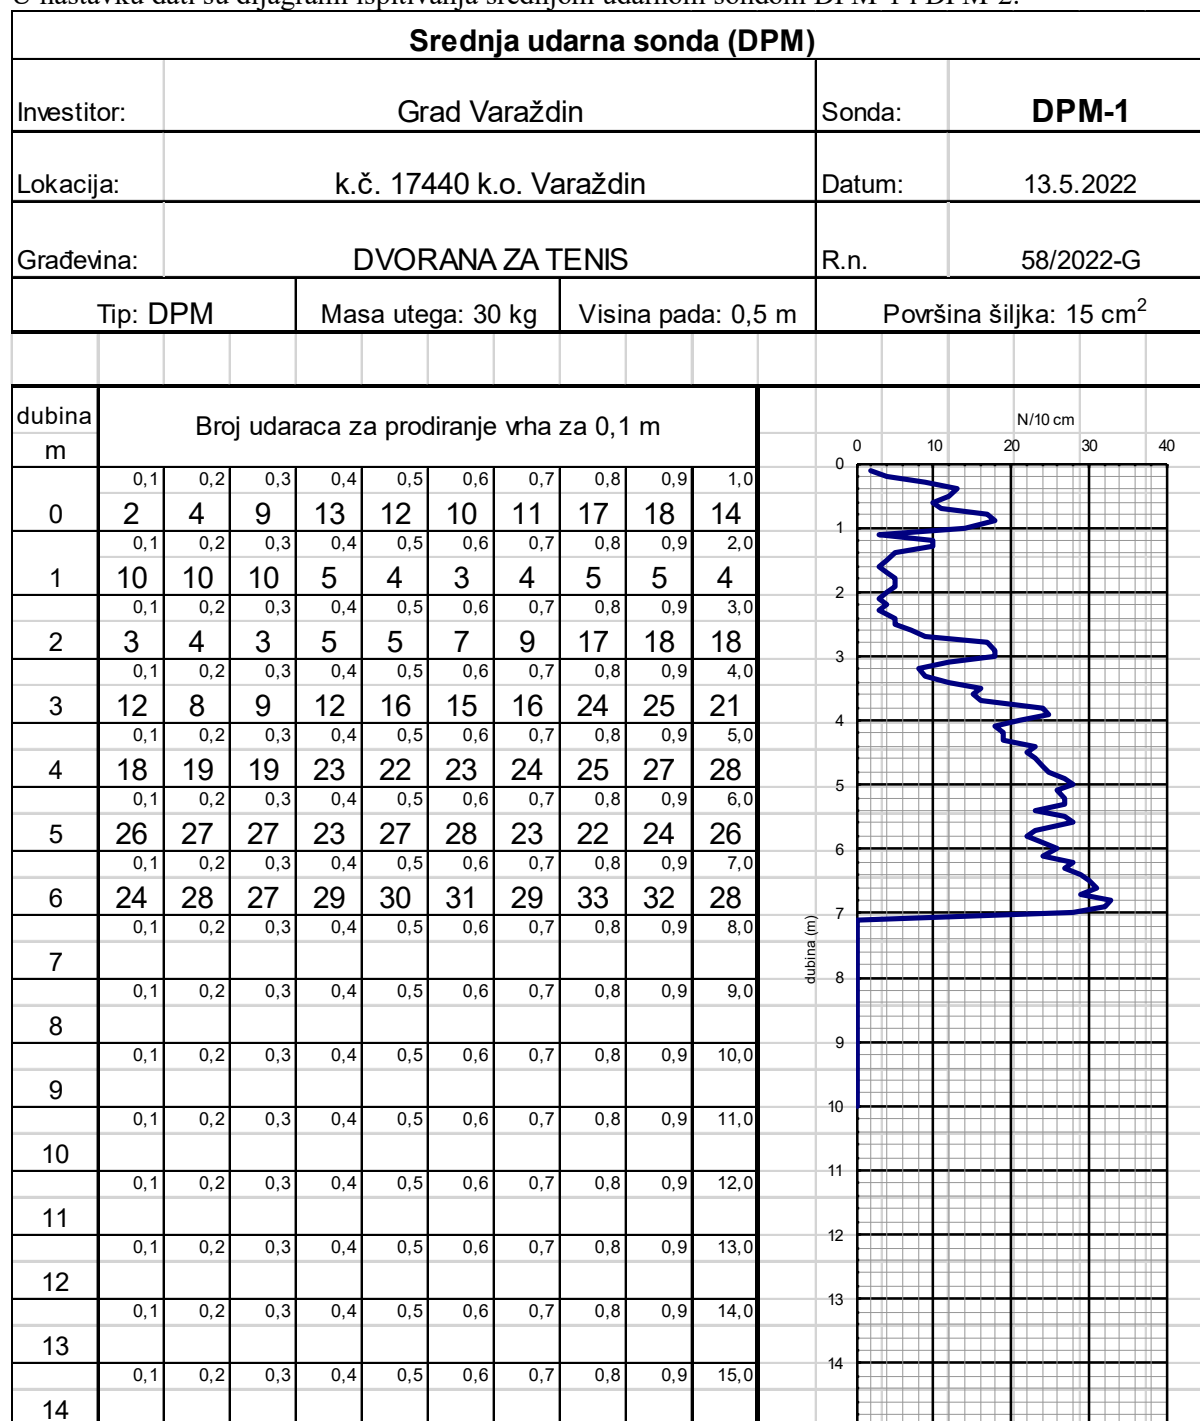 U nastavku dati su dijagrami ispitivanja srednjom udarnom sondom DPM-1 i DPM-2.
Srednja udarna sonda (DPM)
Investitor: Grad Varaždin Sonda: DPM-1
Lokacija: k.č. 17440 k.o. Varaždin Datum: 13.5.2022
Građevina: DVORANA ZA TENIS R.n. 58/2022-G
Tip: DPM Masa utega: 30 kg Visina pada: 0,5 m Površina šiljka: 15 cm2
dubina m Broj udaraca za prodiranje vrha za 0,1 m
0,1 0,2 0,3 0,4 0,5 0,6 0,7 0,8 0,9 1,0
0 2 4 9 13 12 10 11 17 18 14
0,1 0,2 0,3 0,4 0,5 0,6 0,7 0,8 0,9 2,0
1 10 10 10 5 4 3 4 5 5 4
0,1 0,2 0,3 0,4 0,5 0,6 0,7 0,8 0,9 3,0
2 3 4 3 5 5 7 9 17 18 18
0,1 0,2 0,3 0,4 0,5 0,6 0,7 0,8 0,9 4,0
3 12 8 9 12 16 15 16 24 25 21
0,1 0,2 0,3 0,4 0,5 0,6 0,7 0,8 0,9 5,0
4 18 19 19 23 22 23 24 25 27 28
0,1 0,2 0,3 0,4 0,5 0,6 0,7 0,8 0,9 6,0
5 26 27 27 23 27 28 23 22 24 26
0,1 0,2 0,3 0,4 0,5 0,6 0,7 0,8 0,9 7,0
6 24 28 27 29 30 31 29 33 32 28
0,1 0,2 0,3 0,4 0,5 0,6 0,7 0,8 0,9 8,0
7
0,1 0,2 0,3 0,4 0,5 0,6 0,7 0,8 0,9 9,0
8
0,1 0,2 0,3 0,4 0,5 0,6 0,7 0,8 0,9 10,0
9
0,1 0,2 0,3 0,4 0,5 0,6 0,7 0,8 0,9 11,0
10
0,1 0,2 0,3 0,4 0,5 0,6 0,7 0,8 0,9 12,0
11
0,1 0,2 0,3 0,4 0,5 0,6 0,7 0,8 0,9 13,0
12
0,1 0,2 0,3 0,4 0,5 0,6 0,7 0,8 0,9 14,0
13
0,1 0,2 0,3 0,4 0,5 0,6 0,7 0,8 0,9 15,0
14
N/10 cm
0 10 20 30 40
0
1
2
3
4
5
6
7
8
9
10
11
12
13
14
dubina (m)